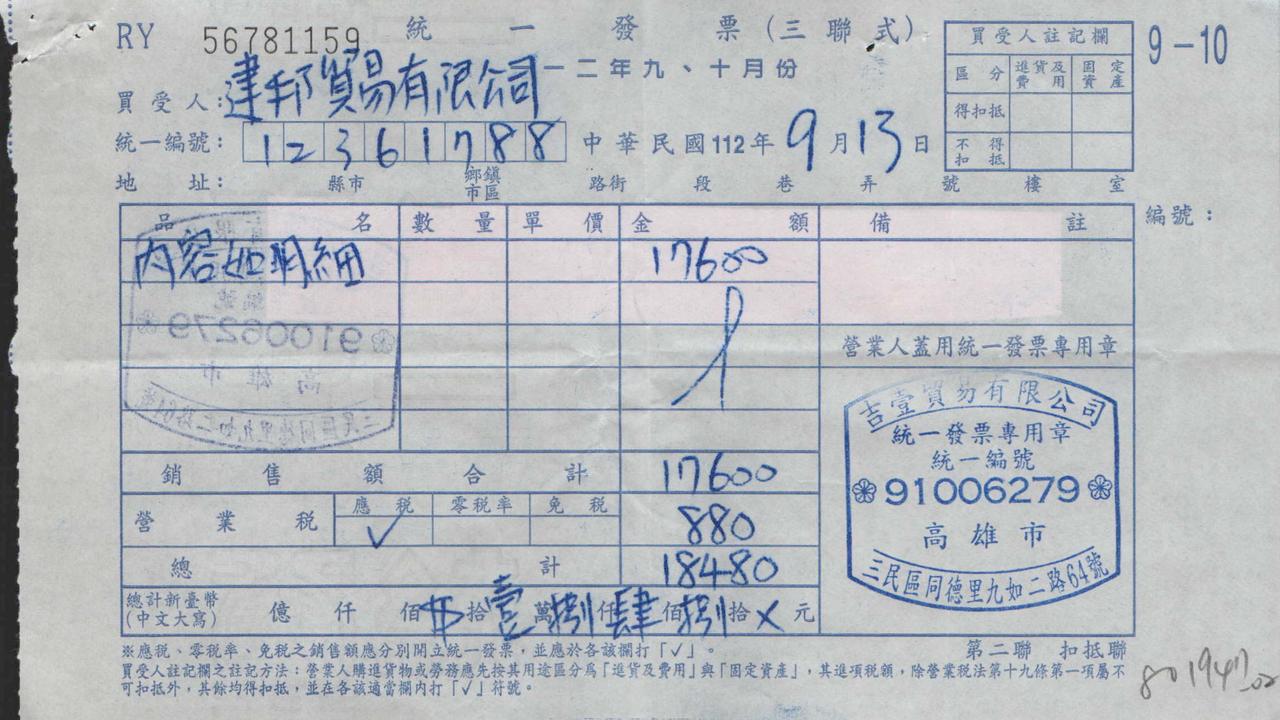 RY 56781159 統一發票(三聯式) 9-10
一二年九、十月份
買受人註記欄
區分 進貨及費用 固定資產
得扣抵
不得扣抵
買受人:建邦貿易有限公司
統一編號: 12361788 中華民國112年9月13日
地址: 縣市 鄉鎮市區 路街 段 巷 弄 號 樓 室
品名 數量 單價 金額 備註 編號:
內容如明細 17600
營業人蓋用統一發票專用章
吉壹貿易有限公司
統一發票專用章
統一編號
91006279
高雄市
三民區同德里九如二路64號
銷售額合計 17600
營業稅 應稅 零稅率 免稅 880
✓
總計 18480
總計新臺幣(中文大寫) 億 仟 佰 拾壹萬捌仟肆佰捌拾X元
※應稅、零稅率、免稅之銷售額應分別開立統一發票,並應於各該欄打「✓」。 第二聯 扣抵聯
買受人註記欄之註記方法:營業人購進貨物或勞務應先按其用途區分為「進貨及費用」與「固定資產」,其進項稅額,除營業稅法第十九條第一項屬不
可扣抵外,其餘均得扣抵,並在各該適當欄內打「✓」符號。